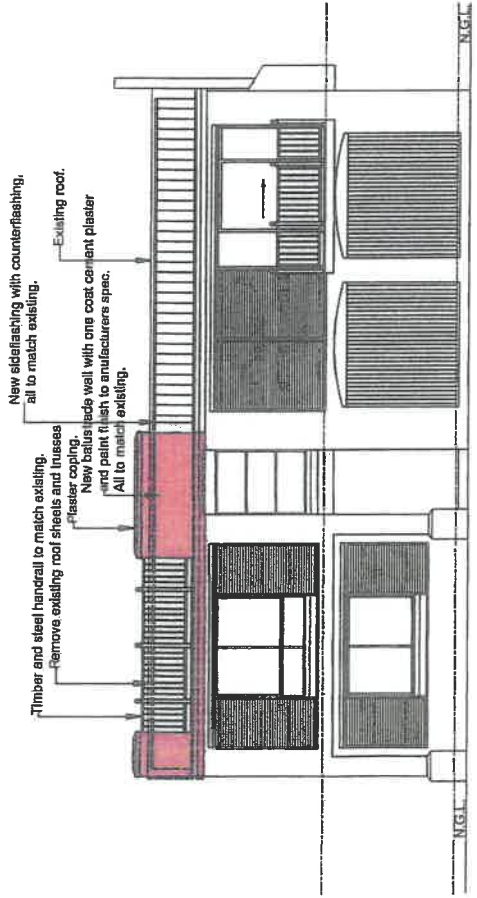 New sideflashing with counterflashing,
all to match existing.
Existing roof.
Timber and steel handrail to match existing.
Remove existing roof sheets and trusses
Plaster coping.
New balustrade wall with one coat cement plaster
and paint finish to anufacturers spec.
All to match existing.
N.G.L.
N.G.L.